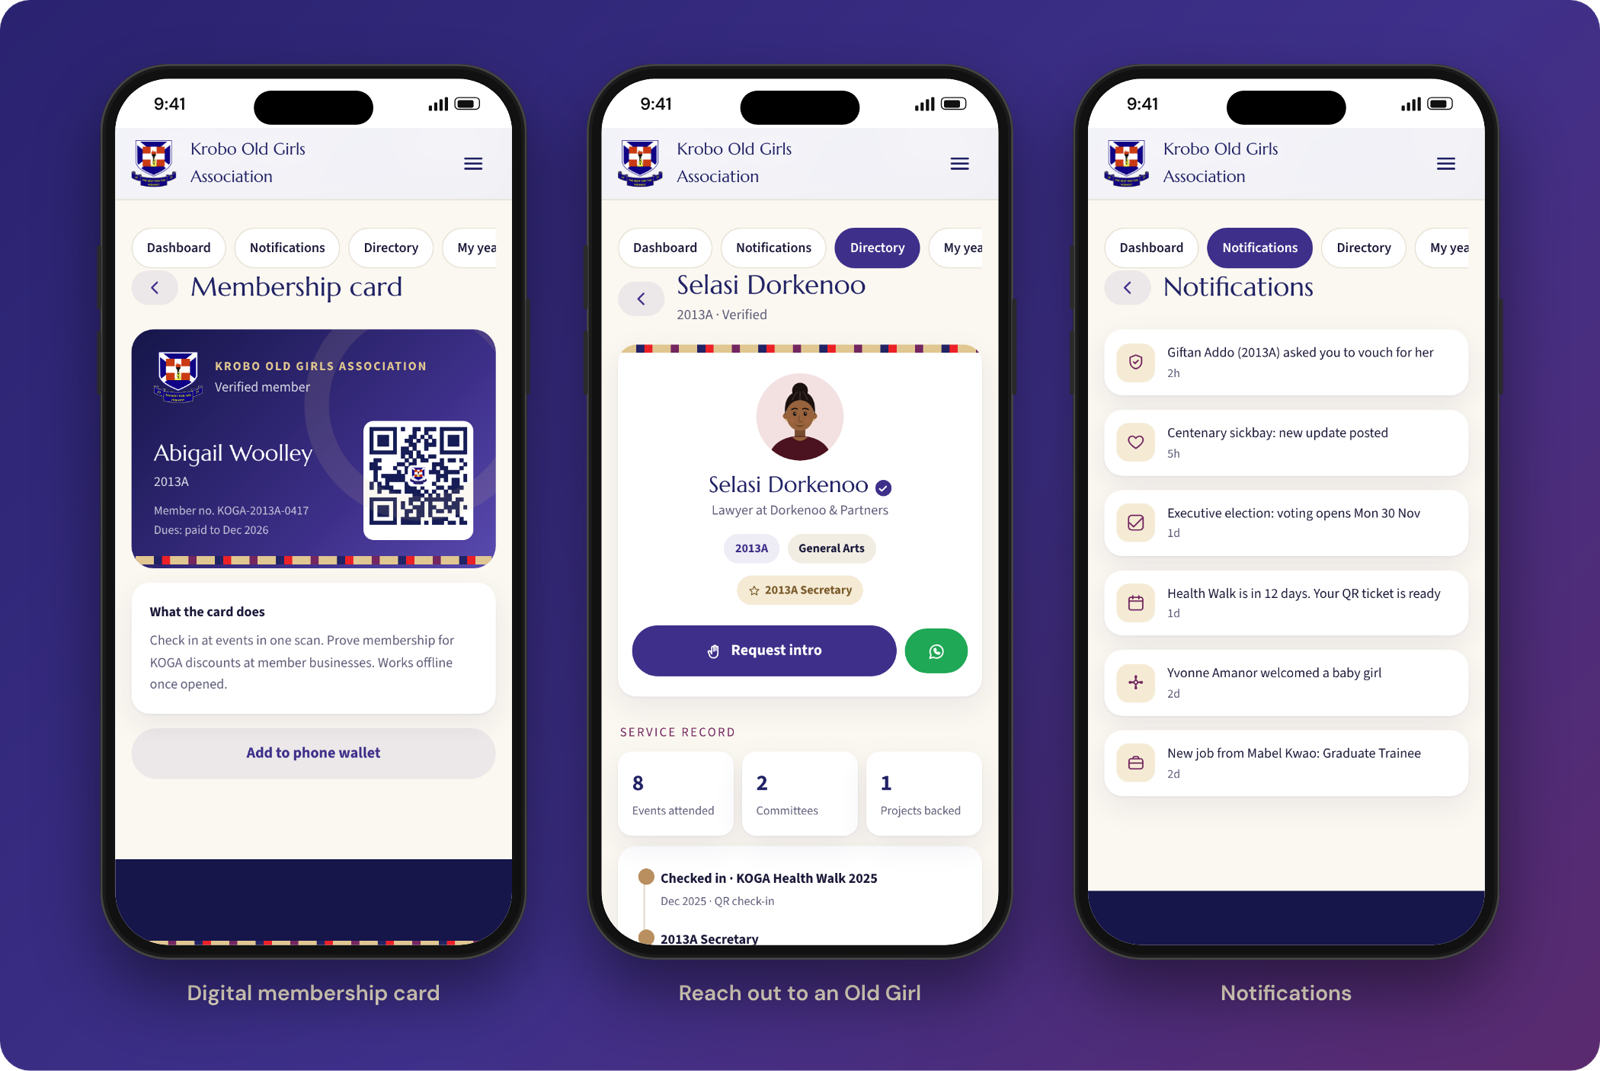 9:41
Krobo Old Girls
Association
Dashboard
Notifications
Directory
My yea
Membership card
KROBO OLD GIRLS ASSOCIATION
Verified member
Abigail Woolley
2013A
Member no. KOGA-2013A-0417
Dues: paid to Dec 2026
What the card does
Check in at events in one scan. Prove membership for
KOGA discounts at member businesses. Works offline
once opened.
Add to phone wallet
Digital membership card
9:41
Krobo Old Girls
Association
Dashboard
Notifications
Directory
My yea
Selasi Dorkenoo
2013A · Verified
Selasi Dorkenoo
Lawyer at Dorkenoo & Partners
2013A
General Arts
2013A Secretary
Request intro
SERVICE RECORD
8
Events attended
2
Committees
1
Projects backed
Checked in · KOGA Health Walk 2025
Dec 2025 · QR check-in
2013A Secretary
Reach out to an Old Girl
9:41
Krobo Old Girls
Association
Dashboard
Notifications
Directory
My yea
Notifications
Giftan Addo (2013A) asked you to vouch for her
2h
Centenary sickbay: new update posted
5h
Executive election: voting opens Mon 30 Nov
1d
Health Walk is in 12 days. Your QR ticket is ready
1d
Yvonne Amanor welcomed a baby girl
2d
New job from Mabel Kwao: Graduate Trainee
2d
Notifications